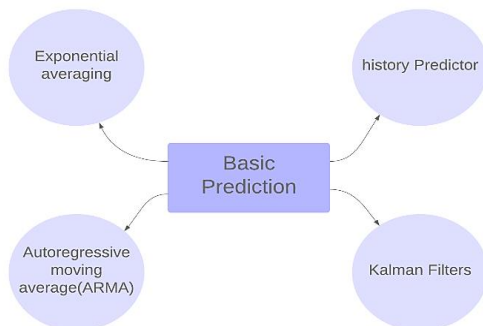 Exponential
averaging
history Predictor
Basic
Prediction
Autoregressive
moving
average(ARMA)
Kalman Filters